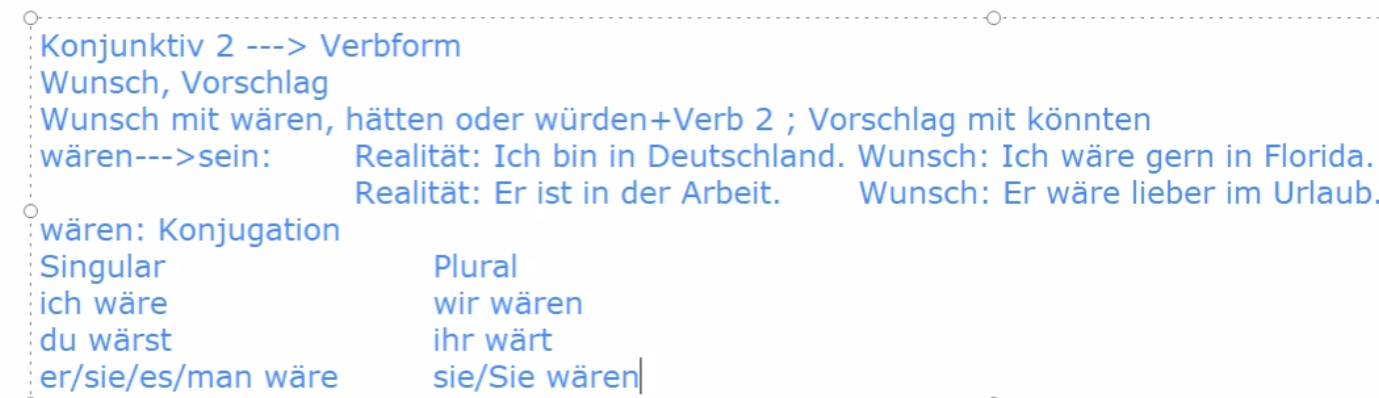 Konjunktiv 2 ---> Verbform
Wunsch, Vorschlag
Wunsch mit wären, hätten oder würden+Verb 2 ; Vorschlag mit könnten
wären--->sein: Realität: Ich bin in Deutschland. Wunsch: Ich wäre gern in Florida.
Realität: Er ist in der Arbeit. Wunsch: Er wäre lieber im Urlaub.
wären: Konjugation
Singular Plural
ich wäre wir wären
du wärst ihr wärt
er/sie/es/man wäre sie/Sie wären